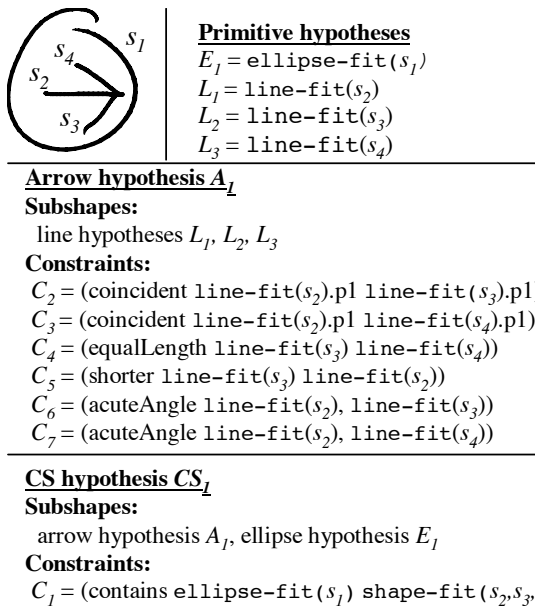 s1
s4
s2
s3
Primitive hypotheses
E1 = ellipse-fit(s1)
L1 = line-fit(s2)
L2 = line-fit(s3)
L3 = line-fit(s4)
Arrow hypothesis A1
Subshapes:
line hypotheses L1, L2, L3
Constraints:
C2 = (coincident line-fit(s2).p1 line-fit(s3).p1)
C3 = (coincident line-fit(s2).p1 line-fit(s4).p1)
C4 = (equalLength line-fit(s3) line-fit(s4))
C5 = (shorter line-fit(s3) line-fit(s2))
C6 = (acuteAngle line-fit(s2), line-fit(s3))
C7 = (acuteAngle line-fit(s2), line-fit(s4))
CS hypothesis CS1
Subshapes:
arrow hypothesis A1, ellipse hypothesis E1
Constraints:
C1 = (contains ellipse-fit(s1) shape-fit(s2,s3,